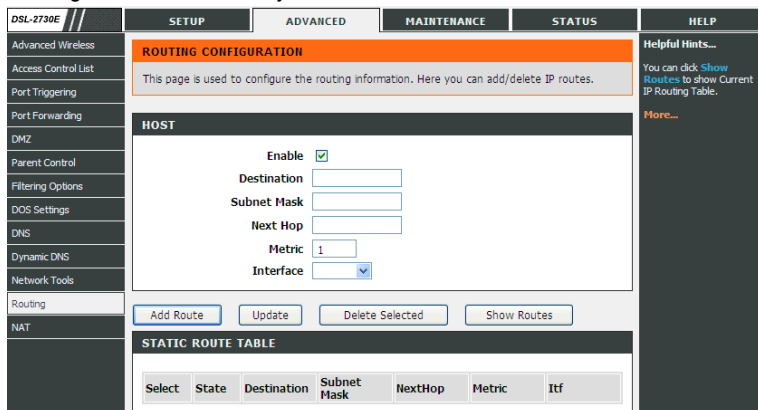 DSL-2730E
SETUP
ADVANCED
MAINTENANCE
STATUS
HELP
Advanced Wireless
Access Control List
Port Triggering
Port Forwarding
DMZ
Parent Control
Filtering Options
DOS Settings
DNS
Dynamic DNS
Network Tools
Routing
NAT
ROUTING CONFIGURATION
This page is used to configure the routing information. Here you can add/delete IP routes.
HOST
Enable
Destination
Subnet Mask
Next Hop
Metric 1
Interface
Add Route Update Delete Selected Show Routes
STATIC ROUTE TABLE
Select State Destination Subnet Mask NextHop Metric Itf
Helpful Hints...
You can click Show
Routes to show Current
IP Routing Table.
More...